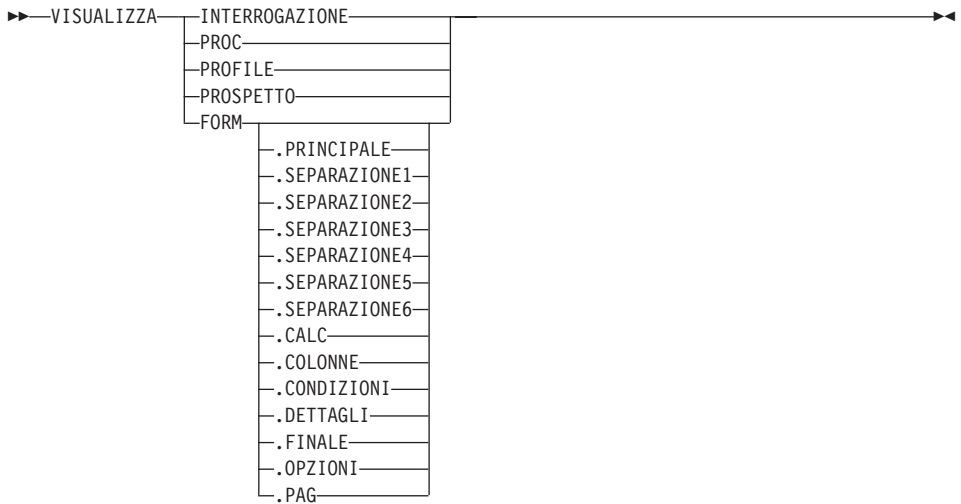 VISUALIZZA INTERROGAZIONE
PROC
PROFILE
PROSPETTO
FORM
.PRINCIPALE
.SEPARAZIONE1
.SEPARAZIONE2
.SEPARAZIONE3
.SEPARAZIONE4
.SEPARAZIONE5
.SEPARAZIONE6
.CALC
.COLONNE
.CONDIZIONI
.DETTAGLI
.FINALE
.OPZIONI
.PAG